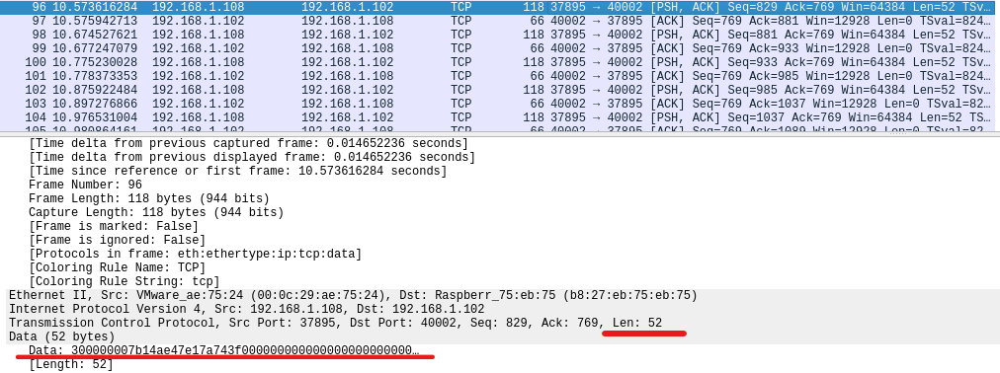 96 10.573616284 192.168.1.108 192.168.1.102 TCP 118 37895 → 40002 [PSH, ACK] Seq=829 Ack=769 Win=64384 Len=52 TSv…
97 10.575942713 192.168.1.102 192.168.1.108 TCP 66 40002 → 37895 [ACK] Seq=769 Ack=881 Win=12928 Len=0 TSval=824…
98 10.674527621 192.168.1.108 192.168.1.102 TCP 118 37895 → 40002 [PSH, ACK] Seq=881 Ack=769 Win=64384 Len=52 TSv…
99 10.677247079 192.168.1.102 192.168.1.108 TCP 66 40002 → 37895 [ACK] Seq=769 Ack=933 Win=12928 Len=0 TSval=824…
100 10.775230028 192.168.1.108 192.168.1.102 TCP 118 37895 → 40002 [PSH, ACK] Seq=933 Ack=769 Win=64384 Len=52 TSv…
101 10.778373353 192.168.1.102 192.168.1.108 TCP 66 40002 → 37895 [ACK] Seq=769 Ack=985 Win=12928 Len=0 TSval=824…
102 10.875922484 192.168.1.108 192.168.1.102 TCP 118 37895 → 40002 [PSH, ACK] Seq=985 Ack=769 Win=64384 Len=52 TSv…
103 10.897276866 192.168.1.102 192.168.1.108 TCP 66 40002 → 37895 [ACK] Seq=769 Ack=1037 Win=12928 Len=0 TSval=82…
104 10.976531004 192.168.1.108 192.168.1.102 TCP 118 37895 → 40002 [PSH, ACK] Seq=1037 Ack=769 Win=64384 Len=52 TS…
105 10.980864161 192.168.1.102 192.168.1.108 TCP 66 40002 → 37895 [ACK] Seq=769 Ack=1089 Win=12928 Len=0 TSval=82…
[Time delta from previous captured frame: 0.014652236 seconds]
[Time delta from previous displayed frame: 0.014652236 seconds]
[Time since reference or first frame: 10.573616284 seconds]
Frame Number: 96
Frame Length: 118 bytes (944 bits)
Capture Length: 118 bytes (944 bits)
[Frame is marked: False]
[Frame is ignored: False]
[Protocols in frame: eth:ethertype:ip:tcp:data]
[Coloring Rule Name: TCP]
[Coloring Rule String: tcp]
Ethernet II, Src: VMware_ae:75:24 (00:0c:29:ae:75:24), Dst: Raspberr_75:eb:75 (b8:27:eb:75:eb:75)
Internet Protocol Version 4, Src: 192.168.1.108, Dst: 192.168.1.102
Transmission Control Protocol, Src Port: 37895, Dst Port: 40002, Seq: 829, Ack: 769, Len: 52
Data (52 bytes)
Data: 300000007b14ae47e17a743f000000000000000000000000…
[Length: 52]